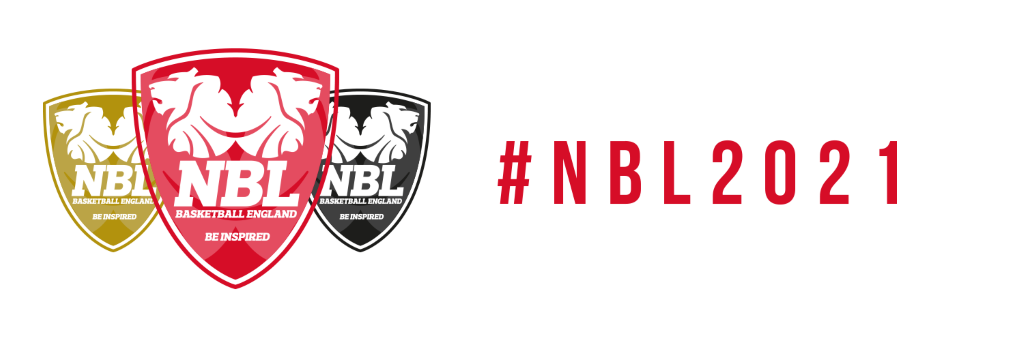 NBL
BASKETBALL ENGLAND
BE INSPIRED
NBL
BASKETBALL ENGLAND
BE INSPIRED
NBL
BASKETBALL ENGLAND
BE INSPIRED
#NBL2021